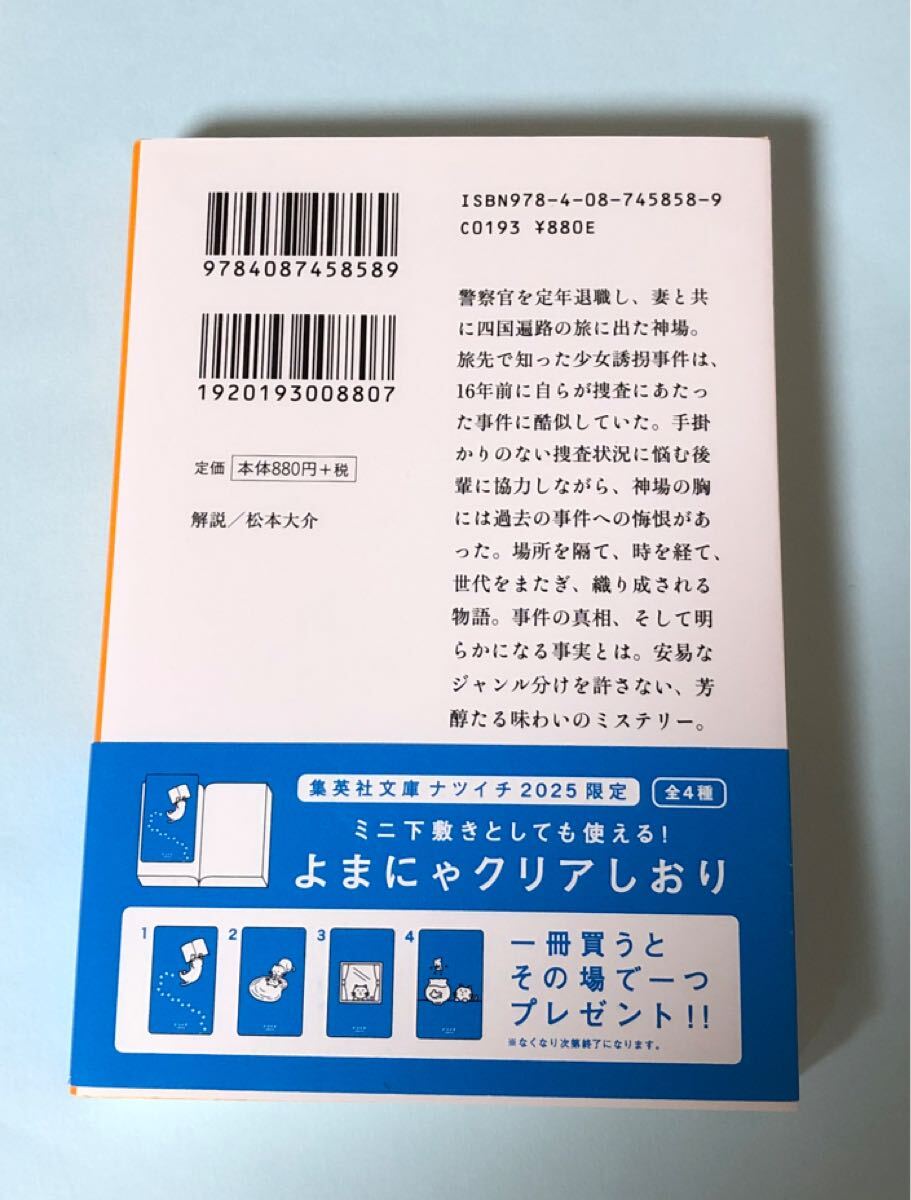 9784087458589
1920193008807
定価 本体880円+税
解説/松本大介
ISBN978-4-08-745858-9
C0193 ¥880E
警察官を定年退職し、妻と共
に四国遍路の旅に出た神場。
旅先で知った少女誘拐事件は、
16年前に自らが捜査にあたっ
た事件に酷似していた。手掛
かりのない捜査状況に悩む後
輩に協力しながら、神場の胸
には過去の事件への悔恨があ
った。場所を隔て、時を経て、
世代をまたぎ、織り成される
物語。事件の真相、そして明
らかになる事実とは。安易な
ジャンル分けを許さない、芳
醇たる味わいのミステリー。
集英社文庫 ナツイチ2025限定 全4種
ミニ下敷きとしても使える!
よまにゃクリアしおり
1 2 3 4
一冊買うと
その場で一つ
プレゼント!!
※なくなり次第終了になります。